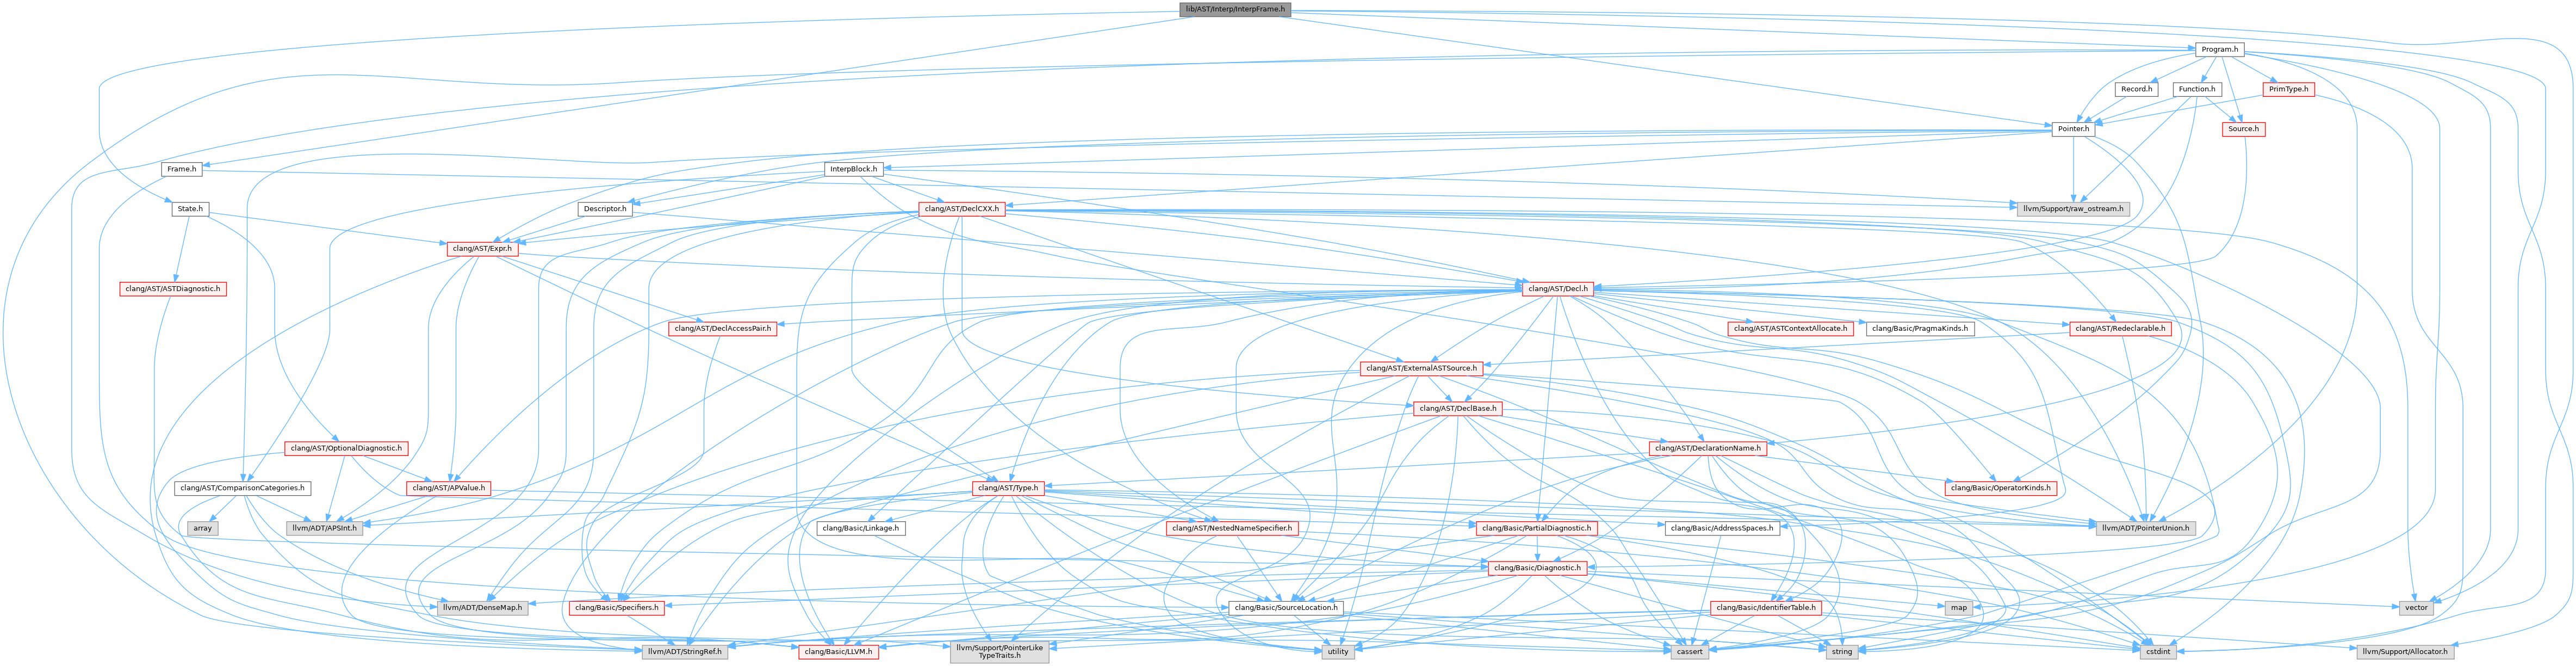 lib/AST/Interp/InterpFrame.h
Program.h
Record.h
Function.h
PrimType.h
Pointer.h
Source.h
Frame.h
InterpBlock.h
State.h
Descriptor.h
clang/AST/DeclCXX.h
llvm/Support/raw_ostream.h
clang/AST/Expr.h
clang/AST/ASTDiagnostic.h
clang/AST/Decl.h
clang/AST/DeclAccessPair.h
clang/AST/ASTContextAllocate.h
clang/Basic/PragmaKinds.h
clang/AST/Redeclarable.h
clang/AST/ExternalASTSource.h
clang/AST/DeclBase.h
clang/AST/OptionalDiagnostic.h
clang/AST/DeclarationName.h
clang/AST/ComparisonCategories.h
clang/AST/APValue.h
clang/AST/Type.h
clang/Basic/OperatorKinds.h
array
llvm/ADT/APSInt.h
clang/Basic/Linkage.h
clang/AST/NestedNameSpecifier.h
clang/Basic/PartialDiagnostic.h
clang/Basic/AddressSpaces.h
llvm/ADT/PointerUnion.h
clang/Basic/Diagnostic.h
llvm/ADT/DenseMap.h
clang/Basic/Specifiers.h
clang/Basic/SourceLocation.h
clang/Basic/IdentifierTable.h
map
vector
llvm/ADT/StringRef.h
clang/Basic/LLVM.h
llvm/Support/PointerLike
TypeTraits.h
utility
cassert
string
cstdint
llvm/Support/Allocator.h